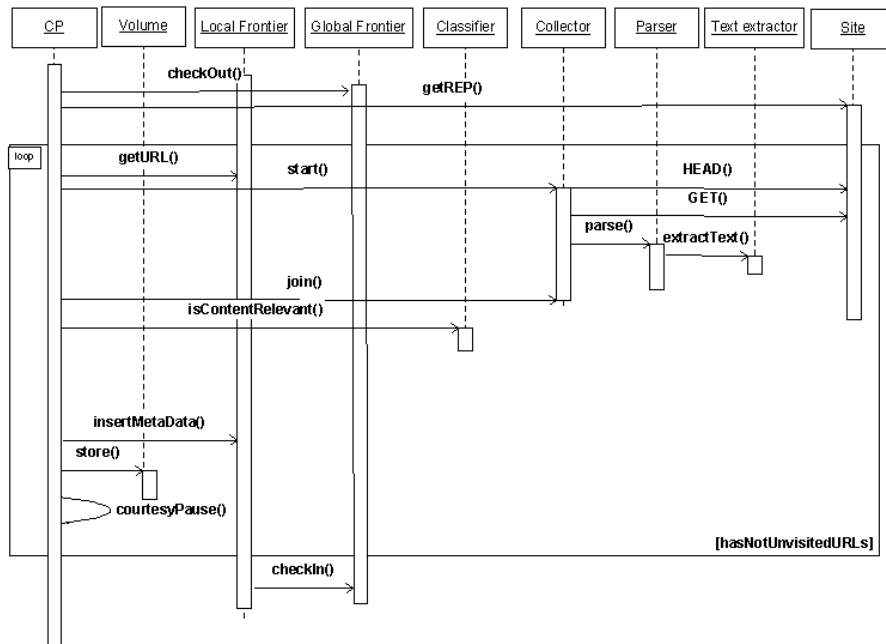 CP
Volume
Local Frontier
Global Frontier
Classifier
Collector
Parser
Text extractor
Site
checkOut()
getREP()
loop
getURL()
start()
HEAD()
GET()
parse()
extractText()
join()
isContentRelevant()
insertMetaData()
store()
courtesyPause()
[hasNotUnvisitedURLs]
checkIn()